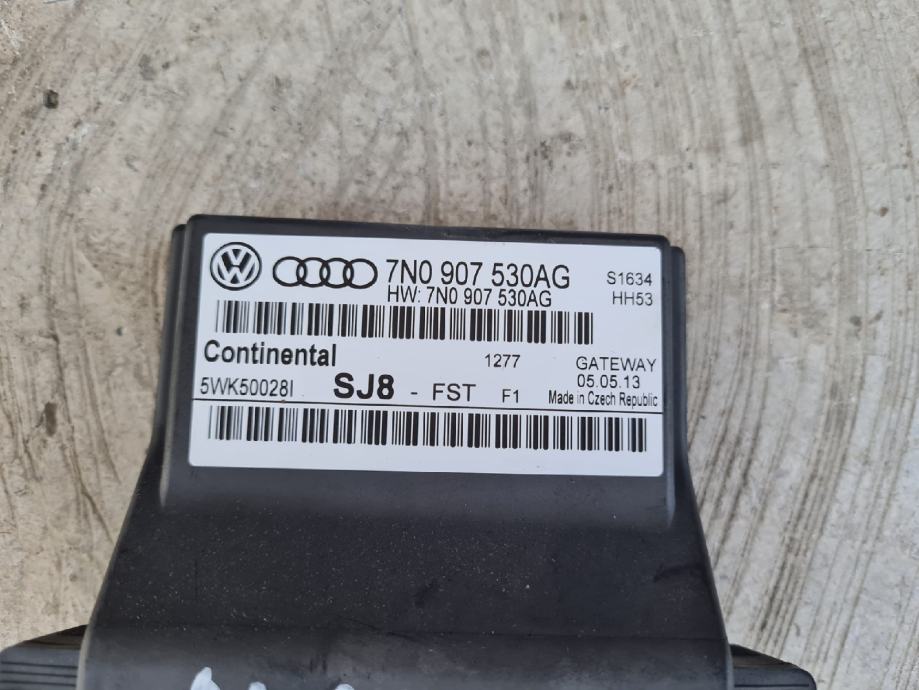 7N0 907 530AG S1634
HW: 7N0 907 530AG HH53
Continental 1277 GATEWAY
05.05.13
5WK50028I SJ8 - FST F1 Made in Czech Republic